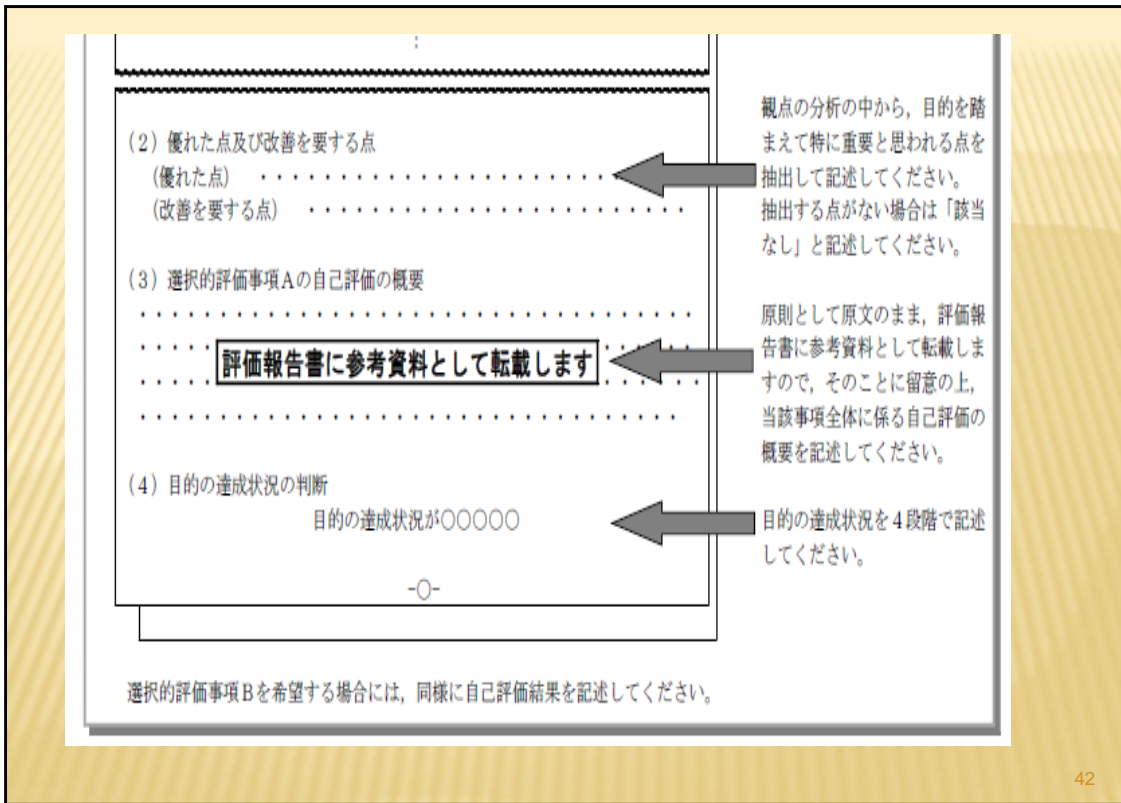 (2) 優れた点及び改善を要する点
(優れた点) ・・・・・・・・・・・・・・・・・・・・・・・
(改善を要する点) ・・・・・・・・・・・・・・・・・・・・・・・・
(3) 選択的評価事項Aの自己評価の概要
・・・・・・・・・・・・・・・・・・・・・・・・・・・・・・・・・・・
・・・・・評価報告書に参考資料として転載します・・・・・
・・・・・・・・・・
・・・・・・・・・・・・・・・・・・・・・・・・・・・・・・・・・・
(4) 目的の達成状況の判断
目的の達成状況が○○○○○
-○-
観点の分析の中から,目的を踏
まえて特に重要と思われる点を
抽出して記述してください。
抽出する点がない場合は「該当
なし」と記述してください。
原則として原文のまま,評価報
告書に参考資料として転載しま
すので,そのことに留意の上,
当該事項全体に係る自己評価の
概要を記述してください。
目的の達成状況を4段階で記述
してください。
選択的評価事項Bを希望する場合には,同様に自己評価結果を記述してください。
42